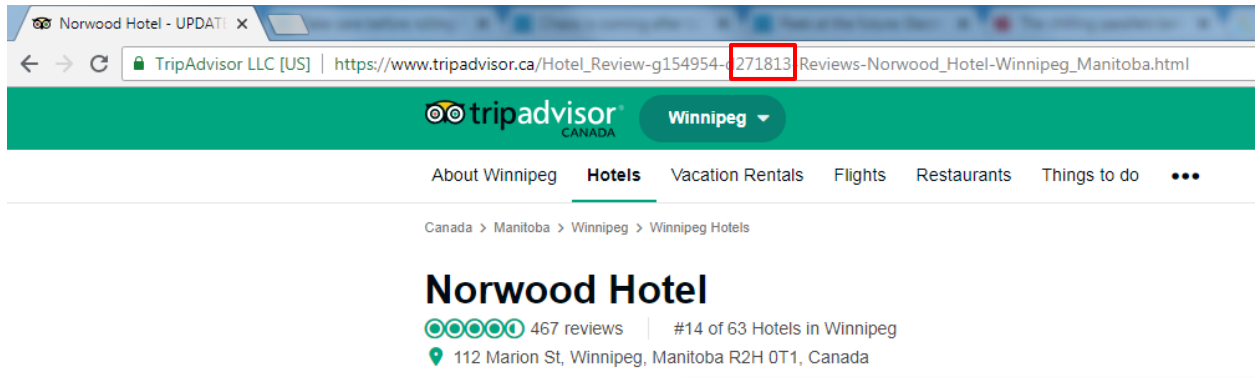 Norwood Hotel - UPDATE
TripAdvisor LLC [US] | https://www.tripadvisor.ca/Hotel_Review-g154954-d271813-Reviews-Norwood_Hotel-Winnipeg_Manitoba.html
tripadvisor® Winnipeg
CANADA
About Winnipeg Hotels Vacation Rentals Flights Restaurants Things to do •••
Canada > Manitoba > Winnipeg > Winnipeg Hotels
Norwood Hotel
467 reviews #14 of 63 Hotels in Winnipeg
112 Marion St, Winnipeg, Manitoba R2H 0T1, Canada